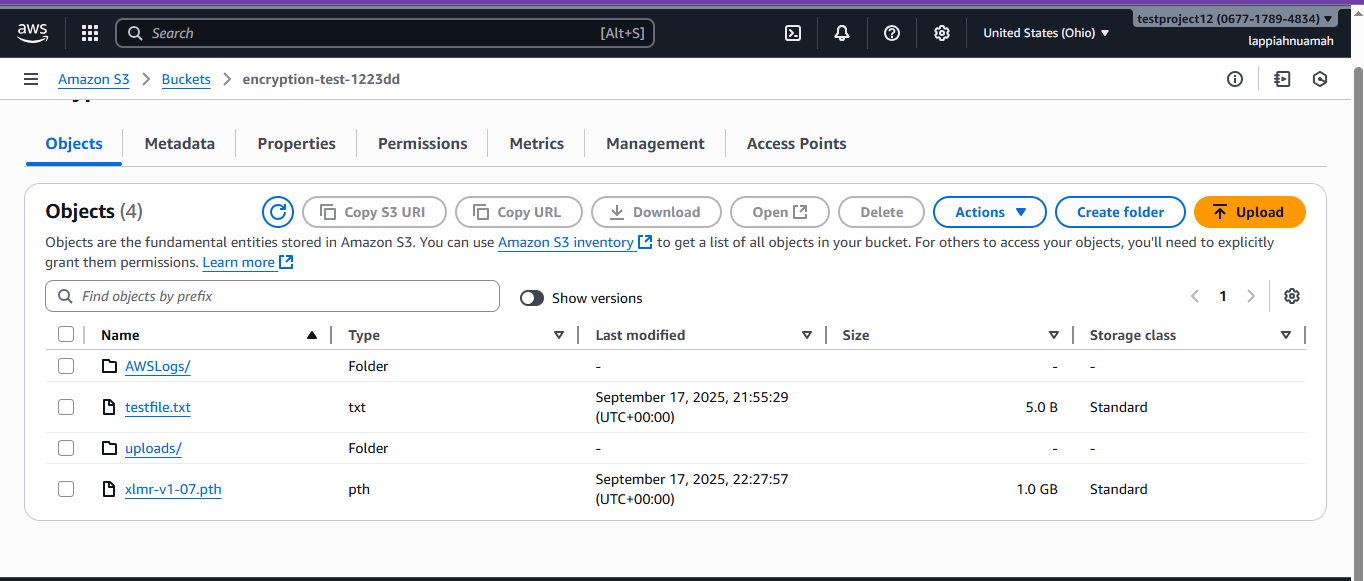 aws
Search [Alt+S]
United States (Ohio) ▼
testproject12 (0677-1789-4834) ▼
lappiahnuamah
Amazon S3 > Buckets > encryption-test-1223dd
Objects
Metadata
Properties
Permissions
Metrics
Management
Access Points
Objects (4)
Copy S3 URI
Copy URL
Download
Open
Delete
Actions ▼
Create folder
Upload
Objects are the fundamental entities stored in Amazon S3. You can use Amazon S3 inventory to get a list of all objects in your bucket. For others to access your objects, you'll need to explicitly
grant them permissions. Learn more
Find objects by prefix
Show versions
1
Name Type Last modified Size Storage class
AWSLogs/ Folder - - -
testfile.txt txt September 17, 2025, 21:55:29 (UTC+00:00) 5.0 B Standard
uploads/ Folder - - -
xlmr-v1-07.pth pth September 17, 2025, 22:27:57 (UTC+00:00) 1.0 GB Standard